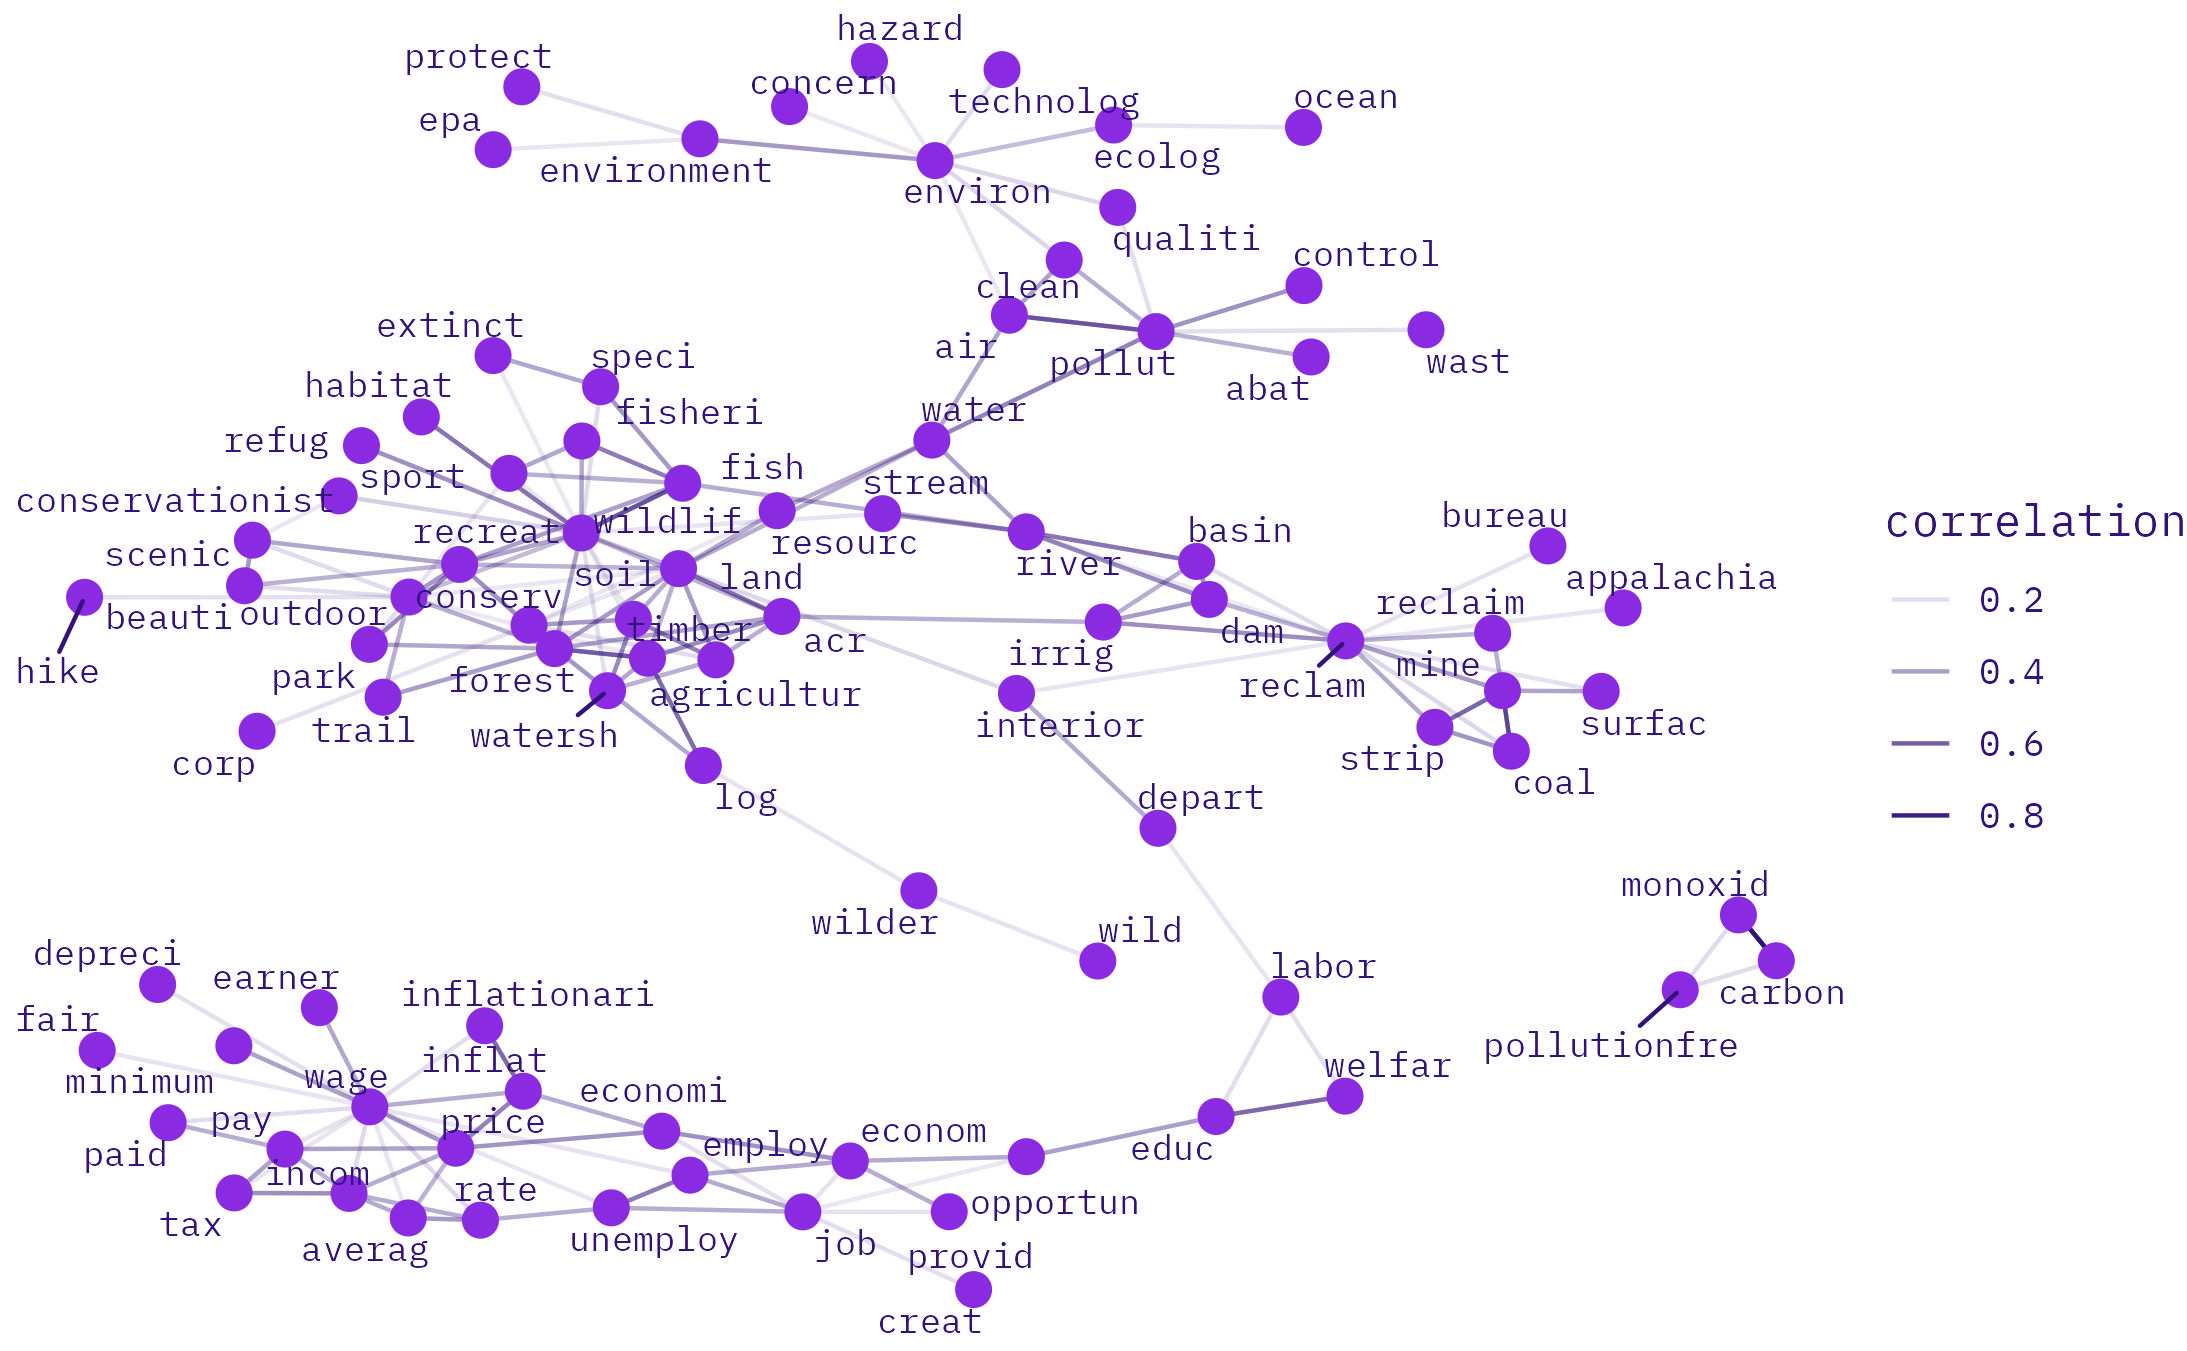 hazard
protect
concern
technolog
ocean
epa
environment
ecolog
environ
qualiti
control
clean
extinct
air
speci
pollut
wast
habitat
abat
fisheri
water
refug
sport
fish
stream
conservationist
bureau
correlation
recreat
wildlif
basin
resourc
scenic
river
soil
land
appalachia
0.2
conserv
reclaim
beauti
outdoor
timber
acr
dam
irrig
hike
mine
0.4
park
forest
agricultur
reclam
trail
watersh
interior
surfac
0.6
corp
strip
log
depart
coal
0.8
monoxid
wilder
wild
depreci
earner
inflationari
labor
carbon
fair
inflat
pollutionfre
minimum
wage
economi
welfar
pay
price
employ
econom
paid
educ
incom
rate
opportun
tax
averag
unemploy
job
provid
creat